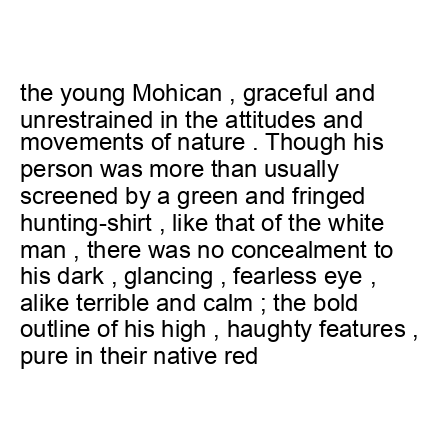 the young Mohican , graceful and
unrestrained in the attitudes and
movements of nature . Though his
person was more than usually
screened by a green and fringed
hunting-shirt , like that of the white
man , there was no concealment to
his dark , glancing , fearless eye ,
alike terrible and calm ; the bold
outline of his high , haughty features ,
pure in their native red